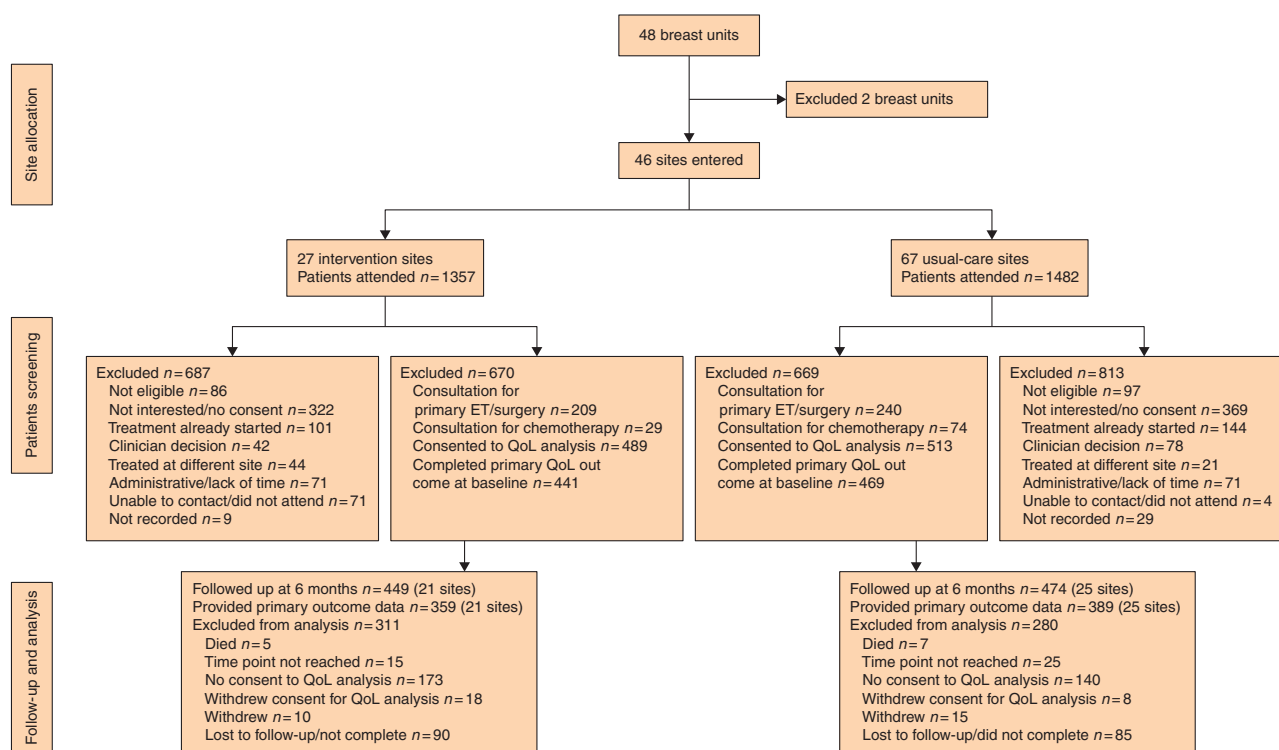 48 breast units
Excluded 2 breast units
Site allocation
46 sites entered
27 intervention sites
Patients attended n=1357
67 usual-care sites
Patients attended n=1482
Patients screening
Excluded n=687
Not eligible n=86
Not interested/no consent n=322
Treatment already started n=101
Clinician decision n=42
Treated at different site n=44
Administrative/lack of time n=71
Unable to contact/did not attend n=71
Not recorded n=9
Excluded n=670
Consultation for
primary ET/surgery n=209
Consultation for chemotherapy n=29
Consented to QoL analysis n=489
Completed primary QoL out
come at baseline n=441
Excluded n=669
Consultation for
primary ET/surgery n=240
Consultation for chemotherapy n=74
Consented to QoL analysis n=513
Completed primary QoL out
come at baseline n=469
Excluded n=813
Not eligible n=97
Not interested/no consent n=369
Treatment already started n=144
Clinician decision n=78
Treated at different site n=21
Administrative/lack of time n=71
Unable to contact/did not attend n=4
Not recorded n=29
Follow-up and analysis
Followed up at 6 months n=449 (21 sites)
Provided primary outcome data n=359 (21 sites)
Excluded from analysis n=311
Died n=5
Time point not reached n=15
No consent to QoL analysis n=173
Withdrew consent for QoL analysis n=18
Withdrew n=10
Lost to follow-up/not complete n=90
Followed up at 6 months n=474 (25 sites)
Provided primary outcome data n=389 (25 sites)
Excluded from analysis n=280
Died n=7
Time point not reached n=25
No consent to QoL analysis n=140
Withdrew consent for QoL analysis n=8
Withdrew n=15
Lost to follow-up/did not complete n=85